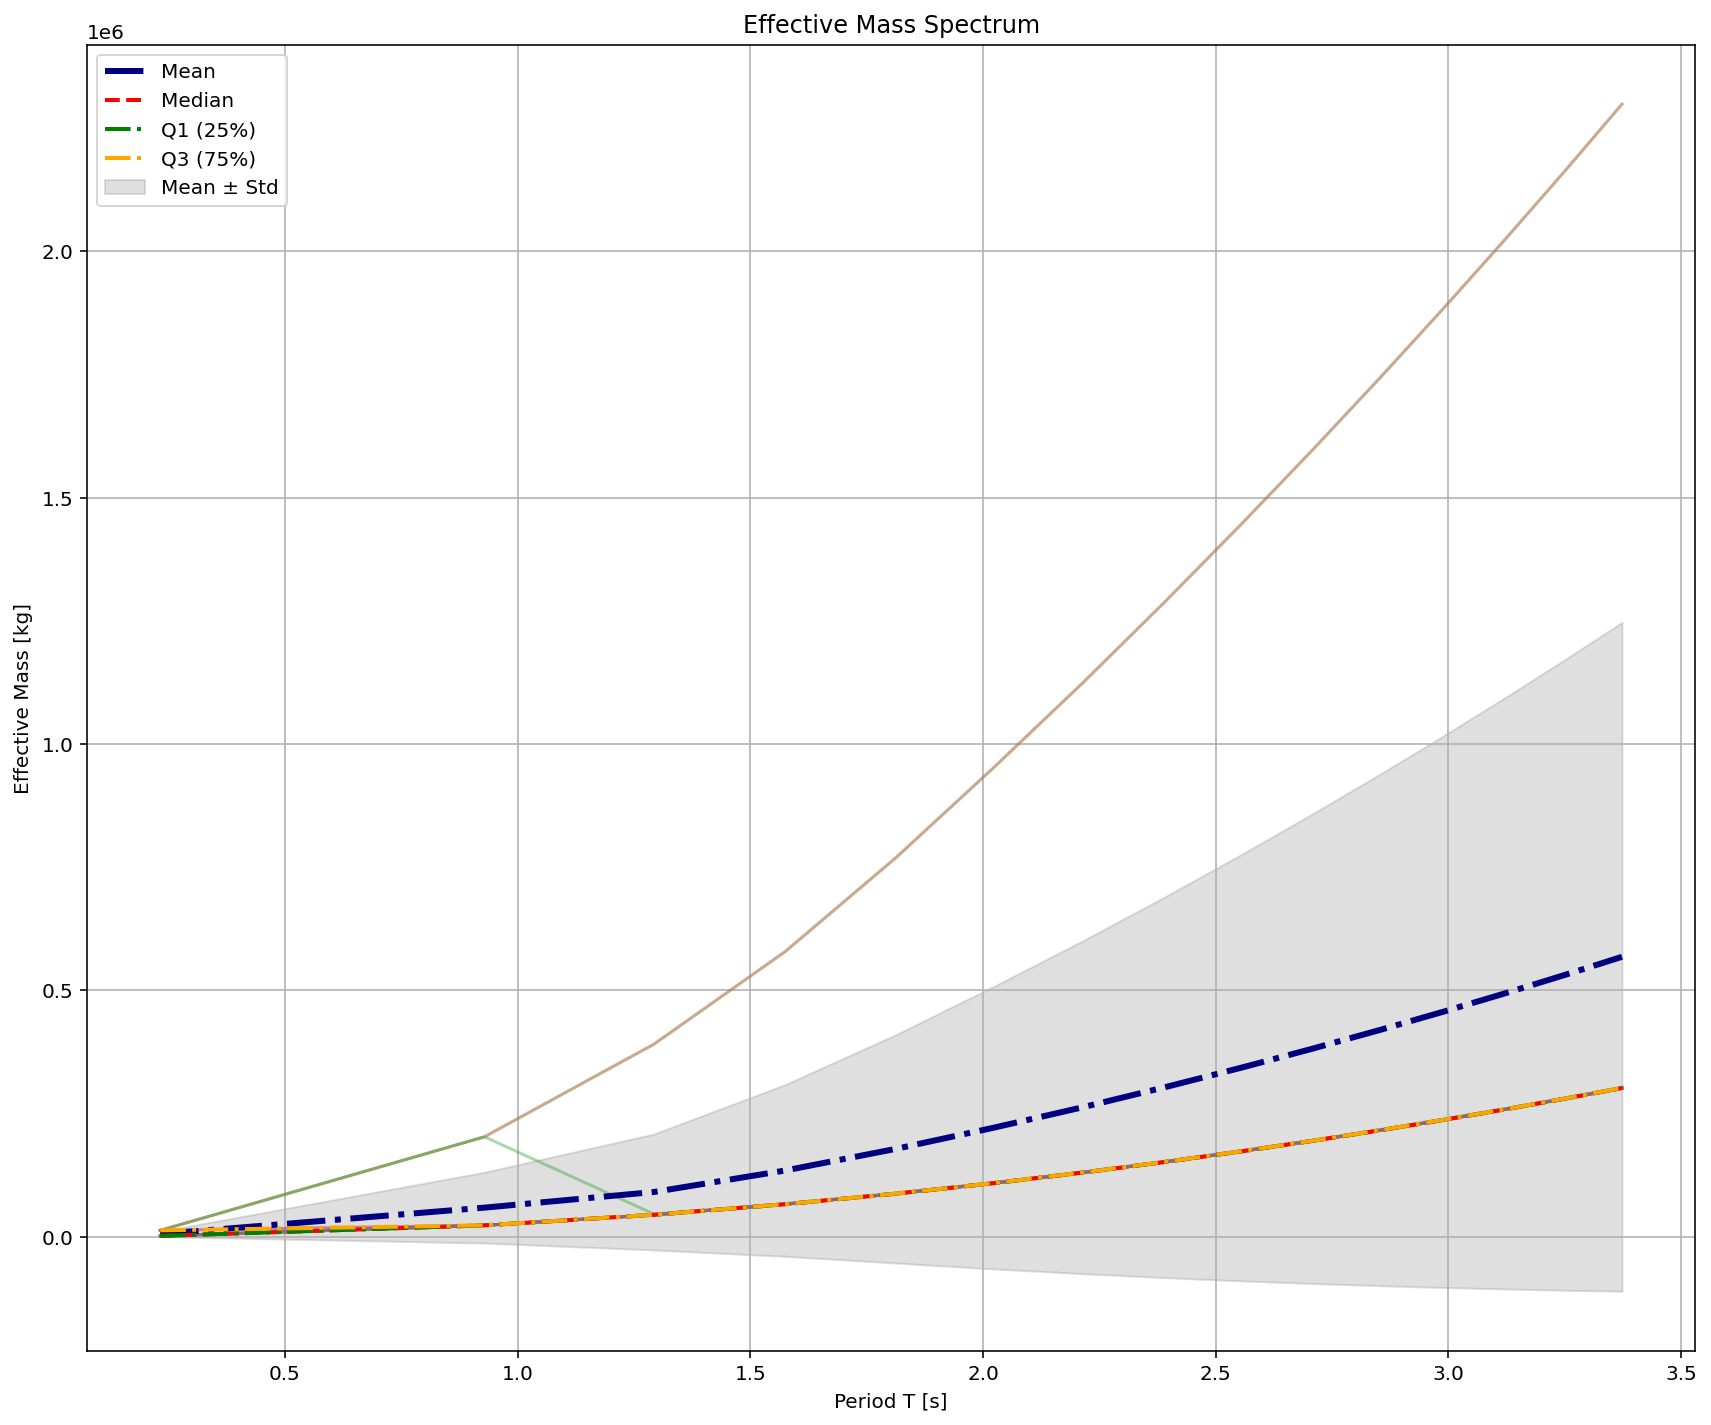 Effective Mass Spectrum
1e6
Mean
Median
Q1 (25%)
Q3 (75%)
Mean ± Std
2.0
1.5
1.0
0.5
0.0
Effective Mass [kg]
0.5 1.0 1.5 2.0 2.5 3.0 3.5
Period T [s]